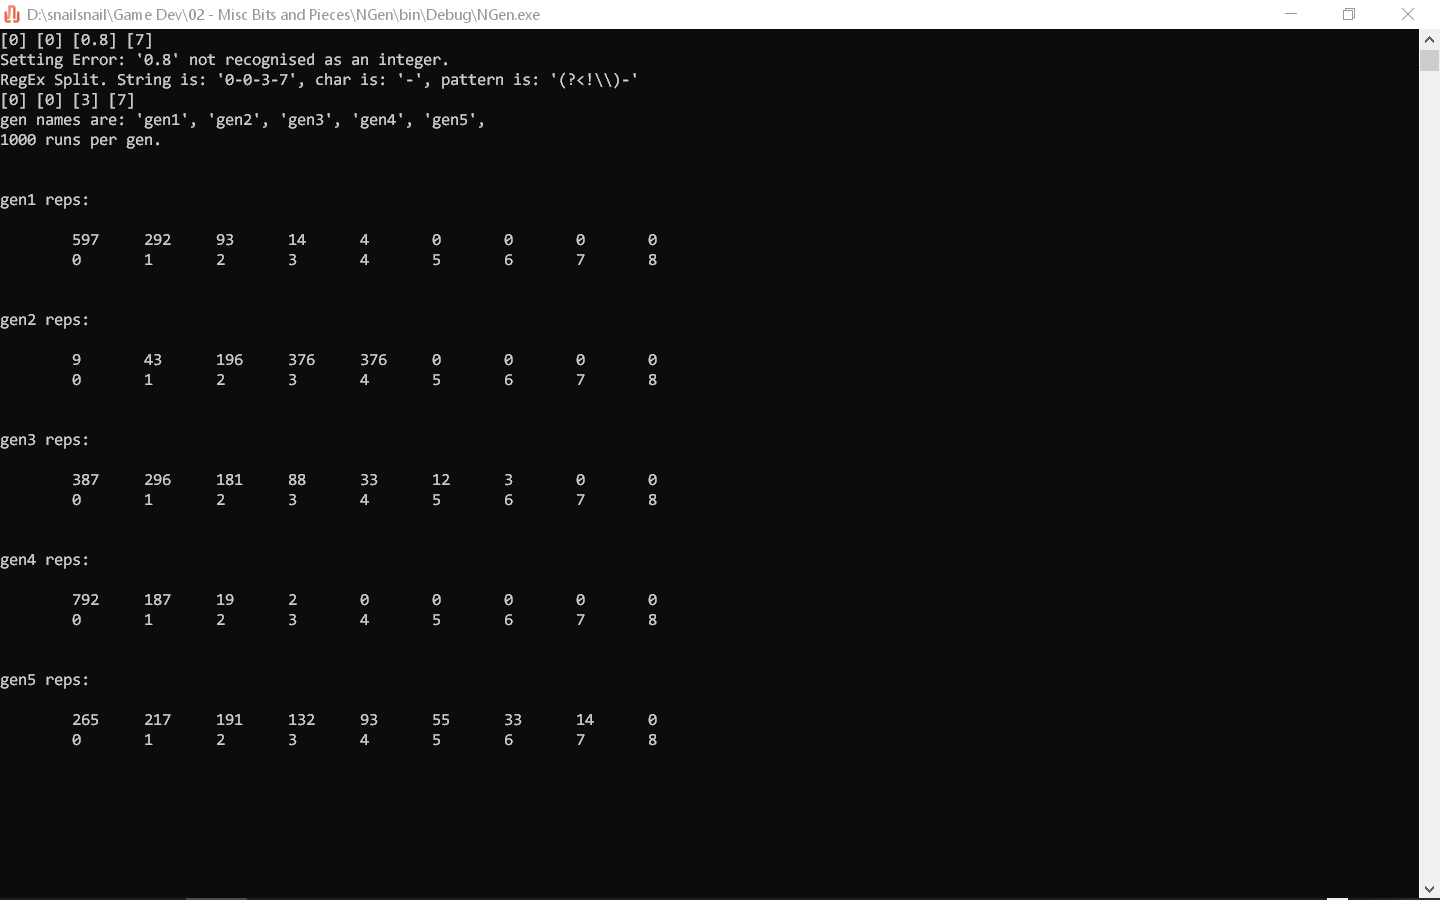 D:\snailsnail\Game Dev\02 - Misc Bits and Pieces\NGen\bin\Debug\NGen.exe
[0] [0] [0.8] [7]
Setting Error: '0.8' not recognised as an integer.
RegEx Split. String is: '0-0-3-7', char is: '-', pattern is: '(?<!\\)-'
[0] [0] [3] [7]
gen names are: 'gen1', 'gen2', 'gen3', 'gen4', 'gen5',
1000 runs per gen.
gen1 reps:
597 292 93 14 4 0 0 0 0
0 1 2 3 4 5 6 7 8
gen2 reps:
9 43 196 376 376 0 0 0 0
0 1 2 3 4 5 6 7 8
gen3 reps:
387 296 181 88 33 12 3 0 0
0 1 2 3 4 5 6 7 8
gen4 reps:
792 187 19 2 0 0 0 0 0
0 1 2 3 4 5 6 7 8
gen5 reps:
265 217 191 132 93 55 33 14 0
0 1 2 3 4 5 6 7 8